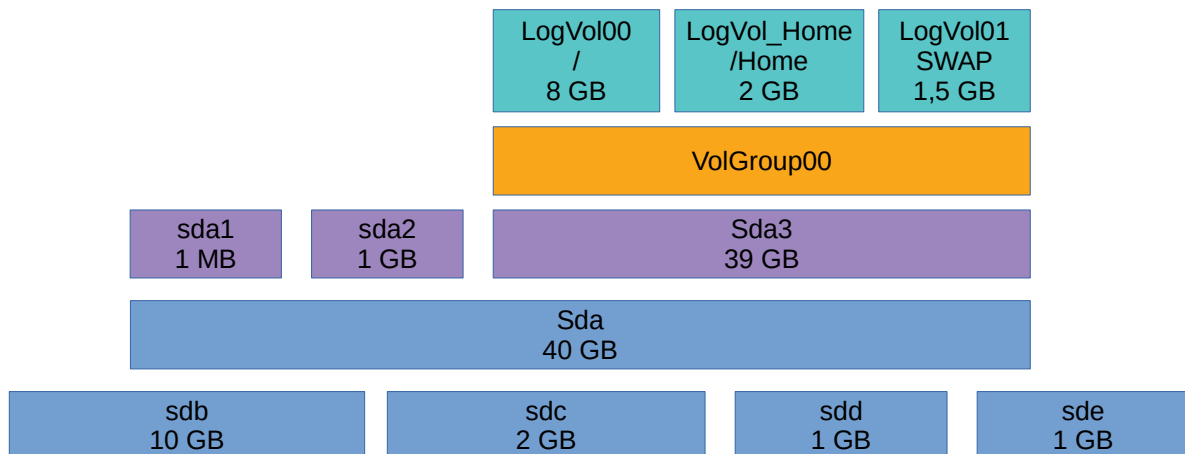 LogVol00
/
8 GB
LogVol_Home
/Home
2 GB
LogVol01
SWAP
1,5 GB
VolGroup00
sda1
1 MB
sda2
1 GB
Sda3
39 GB
Sda
40 GB
sdb
10 GB
sdc
2 GB
sdd
1 GB
sde
1 GB